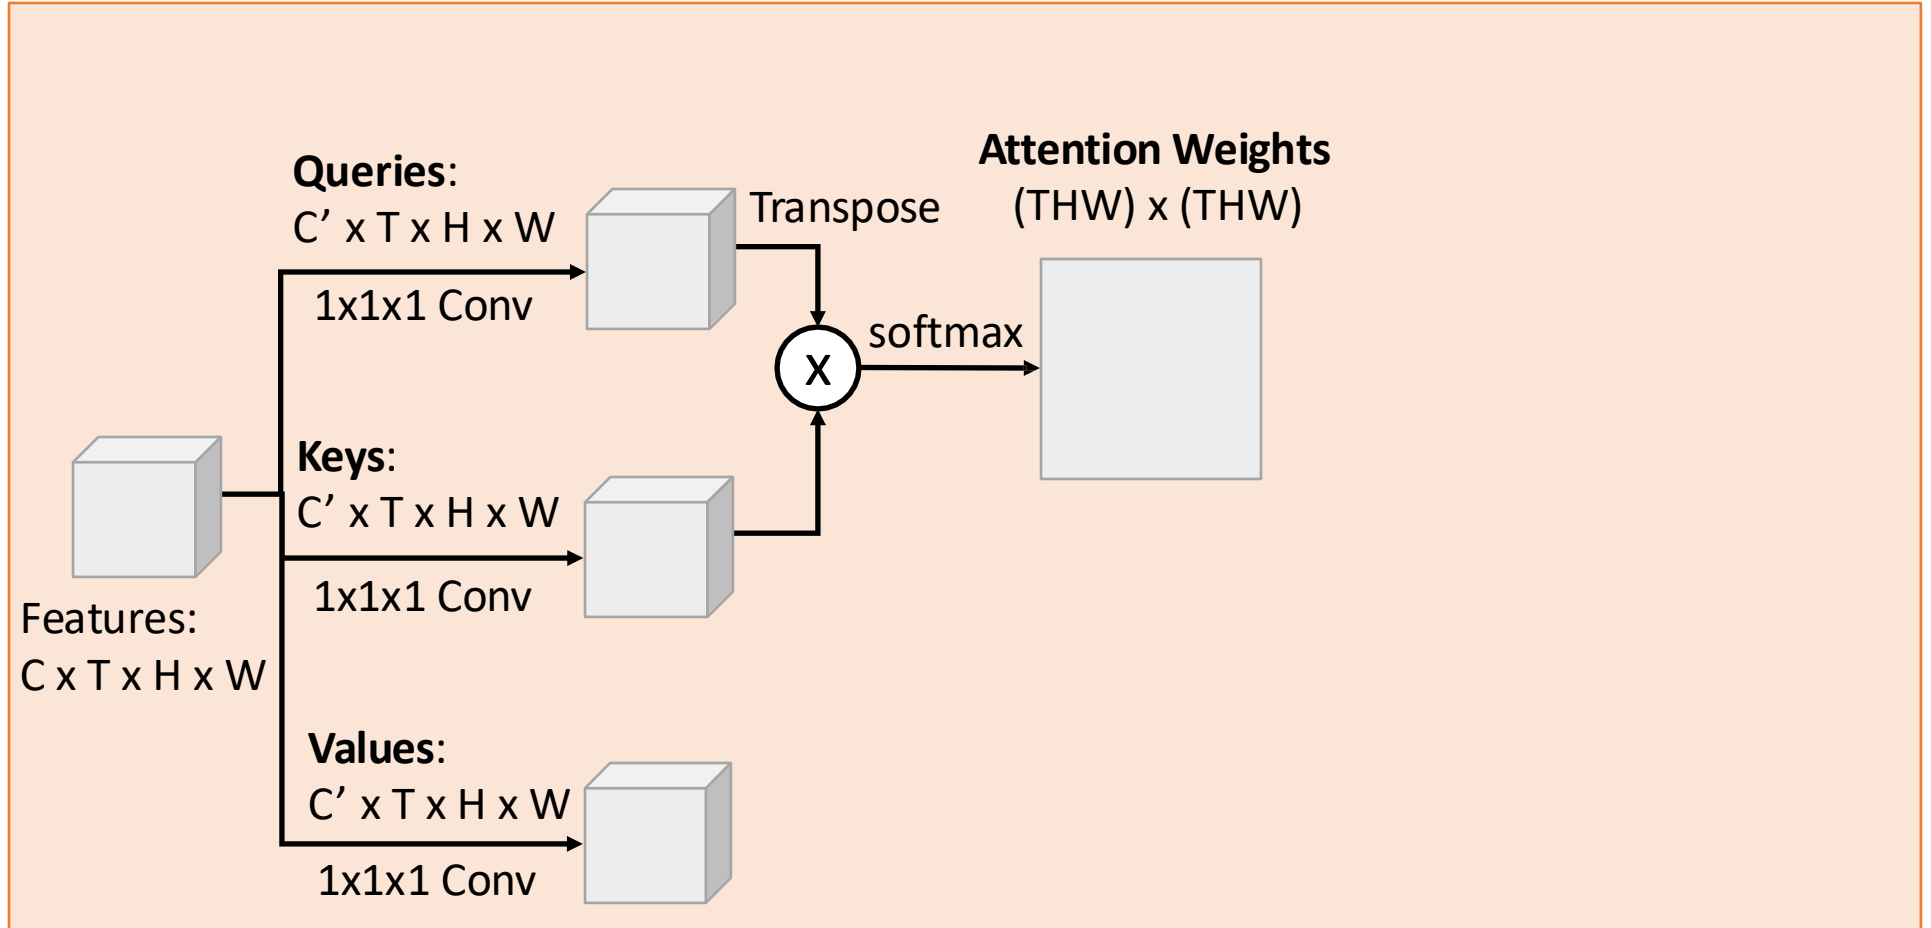 Attention Weights
(THW) x (THW)
Queries:
C’ x T x H x W
1x1x1 Conv
Transpose
X
softmax
Keys:
C’ x T x H x W
1x1x1 Conv
Features:
C x T x H x W
Values:
C’ x T x H x W
1x1x1 Conv